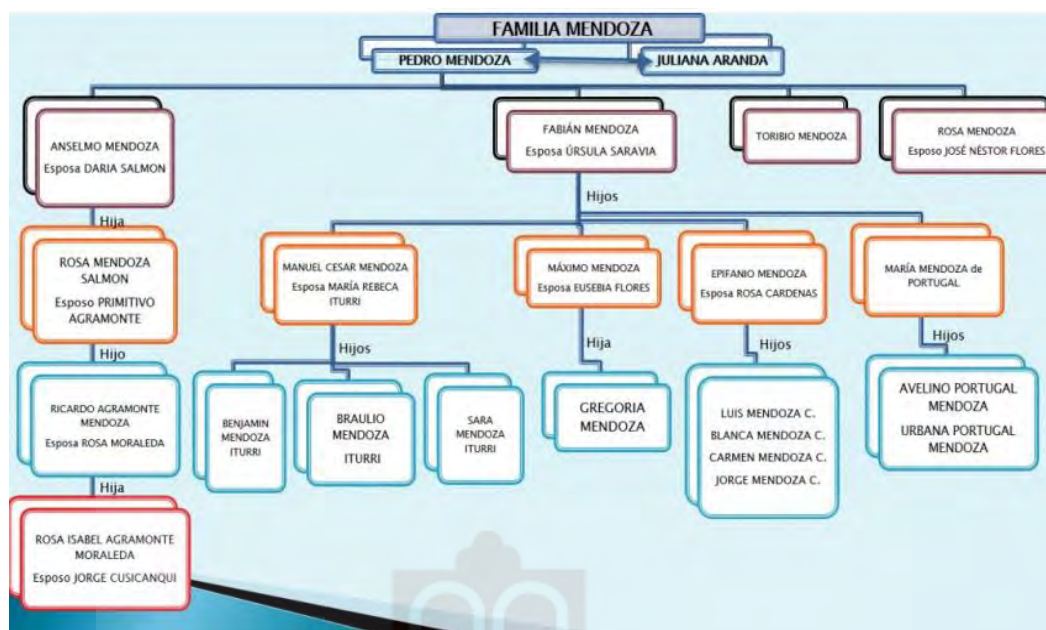 FAMILIA MENDOZA
PEDRO MENDOZA
JULIANA ARANDA
ANSELMO MENDOZA
Esposa DARIA SALMON
FABIÁN MENDOZA
Esposa ÚRSULA SARAVIA
TORIBIO MENDOZA
ROSA MENDOZA
Esposo JOSÉ NÉSTOR FLORES
Hija
Hijos
ROSA MENDOZA
SALMON
Esposo PRIMITIVO
AGRAMONTE
MANUEL CESAR MENDOZA
Esposa MARÍA REBECA
ITURRI
MÁXIMO MENDOZA
Esposa EUSEBIA FLORES
EPIFANIO MENDOZA
Esposa ROSA CARDENAS
MARÍA MENDOZA de
PORTUGAL
Hijo
Hijos
Hija
Hijos
Hijos
RICARDO AGRAMONTE
MENDOZA
Esposa ROSA MORALEDA
BENJAMIN
MENDOZA
ITURRI
BRAULIO
MENDOZA
ITURRI
SARA
MENDOZA
ITURRI
GREGORIA
MENDOZA
LUIS MENDOZA C.
BLANCA MENDOZA C.
CARMEN MENDOZA C.
JORGE MENDOZA C.
AVELINO PORTUGAL
MENDOZA
URBANA PORTUGAL
MENDOZA
Hija
ROSA ISABEL AGRAMONTE
MORALEDA
Esposo JORGE CUSICANQUI